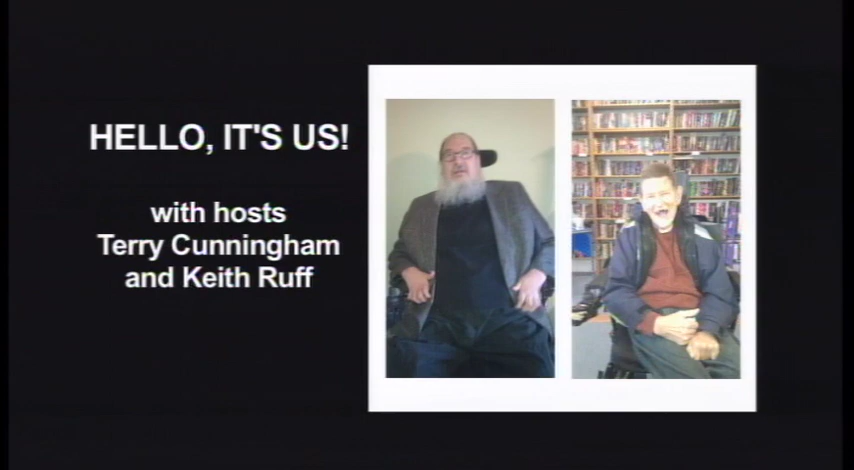 HELLO, IT'S US!
with hosts
Terry Cunningham
and Keith Ruff